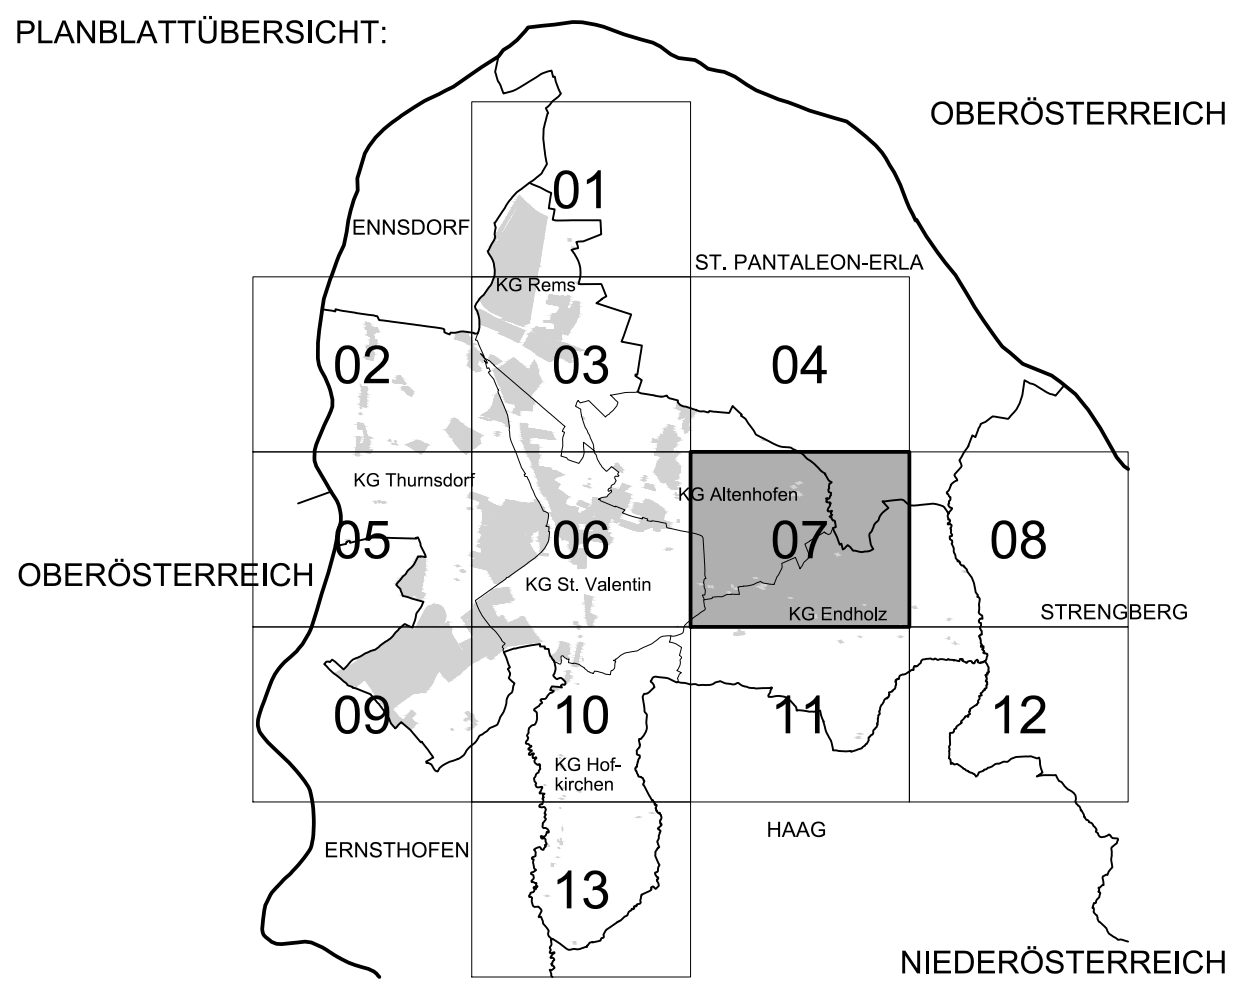 PLANBLATTÜBERSICHT:
OBERÖSTERREICH
01
ENNSDORF
ST. PANTALEON-ERLA
KG Rems
02
03
04
KG Thurnsdorf
KG Altenhofen
05
06
07
08
OBERÖSTERREICH
KG St. Valentin
KG Endholz
STRENGBERG
09
10
11
12
KG Hof-
kirchen
HAAG
ERNSTHOFEN
13
NIEDERÖSTERREICH